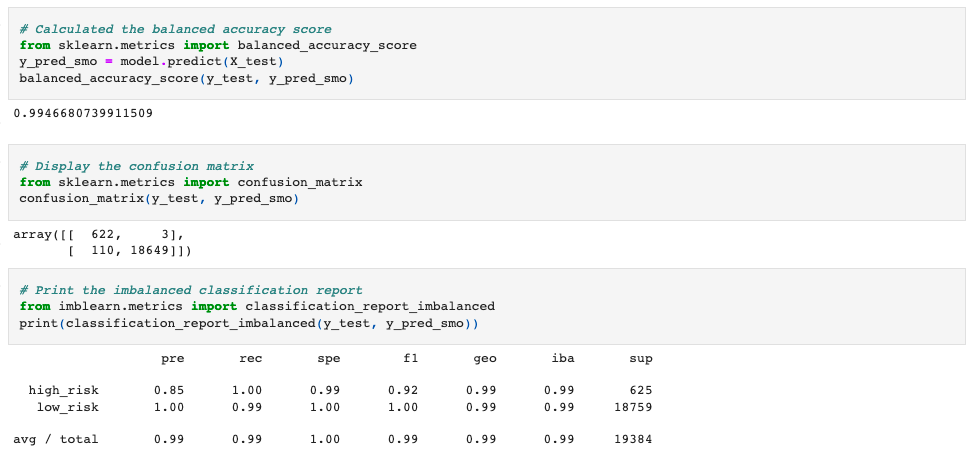 # Calculated the balanced accuracy score
from sklearn.metrics import balanced_accuracy_score
y_pred_smo = model.predict(X_test)
balanced_accuracy_score(y_test, y_pred_smo)
0.9946680739911509
# Display the confusion matrix
from sklearn.metrics import confusion_matrix
confusion_matrix(y_test, y_pred_smo)
array([[  622,     3],
       [  110, 18649]])
# Print the imbalanced classification report
from imblearn.metrics import classification_report_imbalanced
print(classification_report_imbalanced(y_test, y_pred_smo))
                   pre       rec       spe        f1       geo       iba       sup
  high_risk       0.85      1.00      0.99      0.92      0.99      0.99       625
   low_risk       1.00      0.99      1.00      1.00      0.99      0.99     18759
avg / total       0.99      0.99      1.00      0.99      0.99      0.99     19384